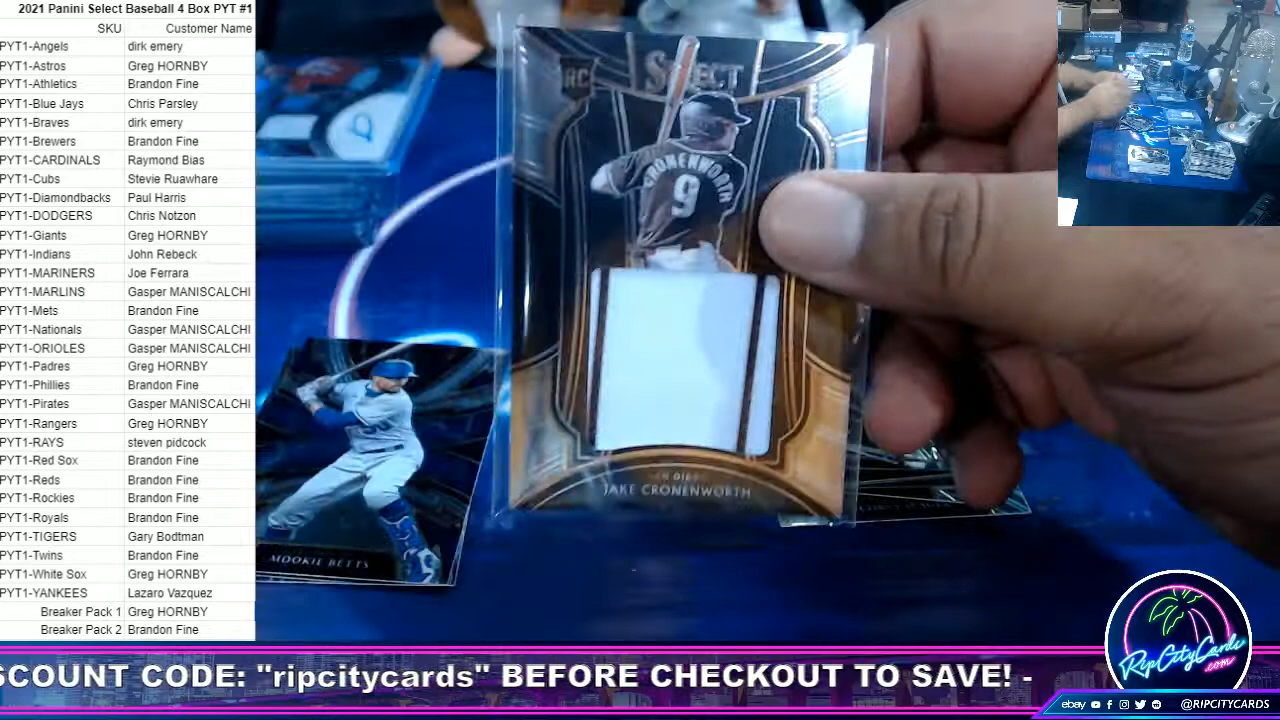 2021 Panini Select Baseball 4 Box PYT #1
SKU Customer Name
PYT1-Angels dirk emery
PYT1-Astros Greg HORNBY
PYT1-Athletics Brandon Fine
PYT1-Blue Jays Chris Parsley
PYT1-Braves dirk emery
PYT1-Brewers Brandon Fine
PYT1-CARDINALS Raymond Bias
PYT1-Cubs Stevie Ruawhare
PYT1-Diamondbacks Paul Harris
PYT1-DODGERS Chris Notzon
PYT1-Giants Greg HORNBY
PYT1-Indians John Rebeck
PYT1-MARINERS Joe Ferrara
PYT1-MARLINS Gasper MANISCALCHI
PYT1-Mets Brandon Fine
PYT1-Nationals Gasper MANISCALCHI
PYT1-ORIOLES Gasper MANISCALCHI
PYT1-Padres Greg HORNBY
PYT1-Phillies Brandon Fine
PYT1-Pirates Gasper MANISCALCHI
PYT1-Rangers Greg HORNBY
PYT1-RAYS steven pidcock
PYT1-Red Sox Brandon Fine
PYT1-Reds Brandon Fine
PYT1-Rockies Brandon Fine
PYT1-Royals Brandon Fine
PYT1-TIGERS Gary Bodtman
PYT1-Twins Brandon Fine
PYT1-White Sox Greg HORNBY
PYT1-YANKEES Lazaro Vazquez
Breaker Pack 1 Greg HORNBY
Breaker Pack 2 Brandon Fine
RC SELECT
CRONENWORTH
9
JAKE CRONENWORTH
MOOKIE BETTS
SCOUNT CODE: "ripcitycards" BEFORE CHECKOUT TO SAVE! -
RipCityCards
.com
ebay @RIPCITYCARDS